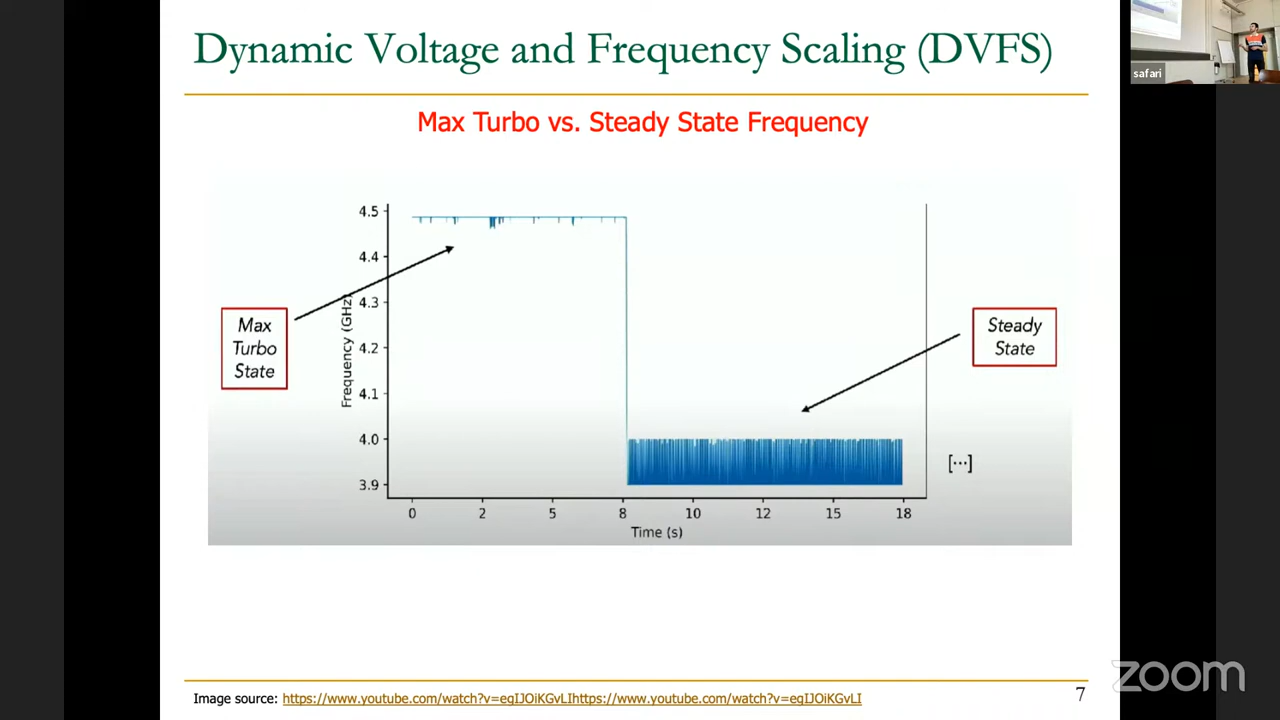 Dynamic Voltage and Frequency Scaling (DVFS)
safari
Max Turbo vs. Steady State Frequency
4.5
4.4
4.3
4.2
4.1
4.0
3.9
Frequency (GHz)
Max
Turbo
State
Steady
State
[...]
0 2 5 8 10 12 15 18
Time (s)
Image source: https://www.youtube.com/watch?v=egIJOiKGvLIhttps://www.youtube.com/watch?v=egIJOiKGvLI
7
zoom